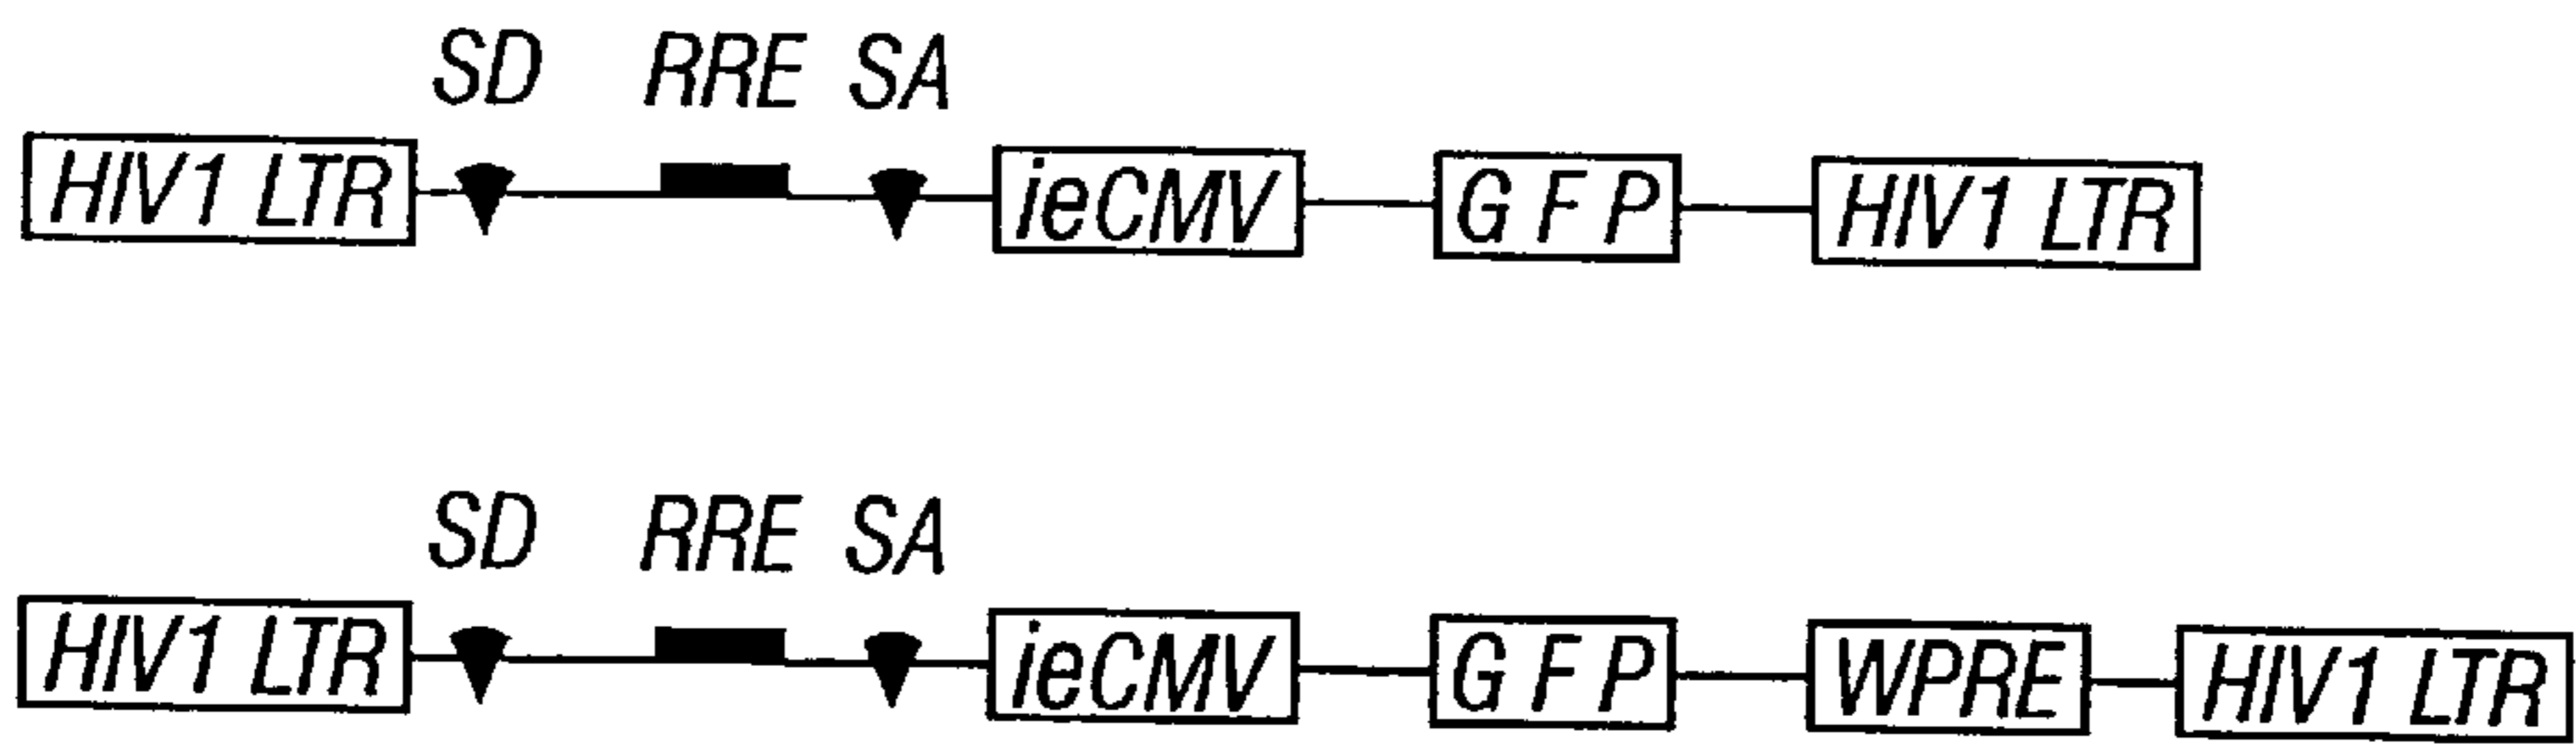 SD RRE SA
HIV1 LTR ieCMV G F P HIV1 LTR
SD RRE SA
HIV1 LTR ieCMV G F P WPRE HIV1 LTR